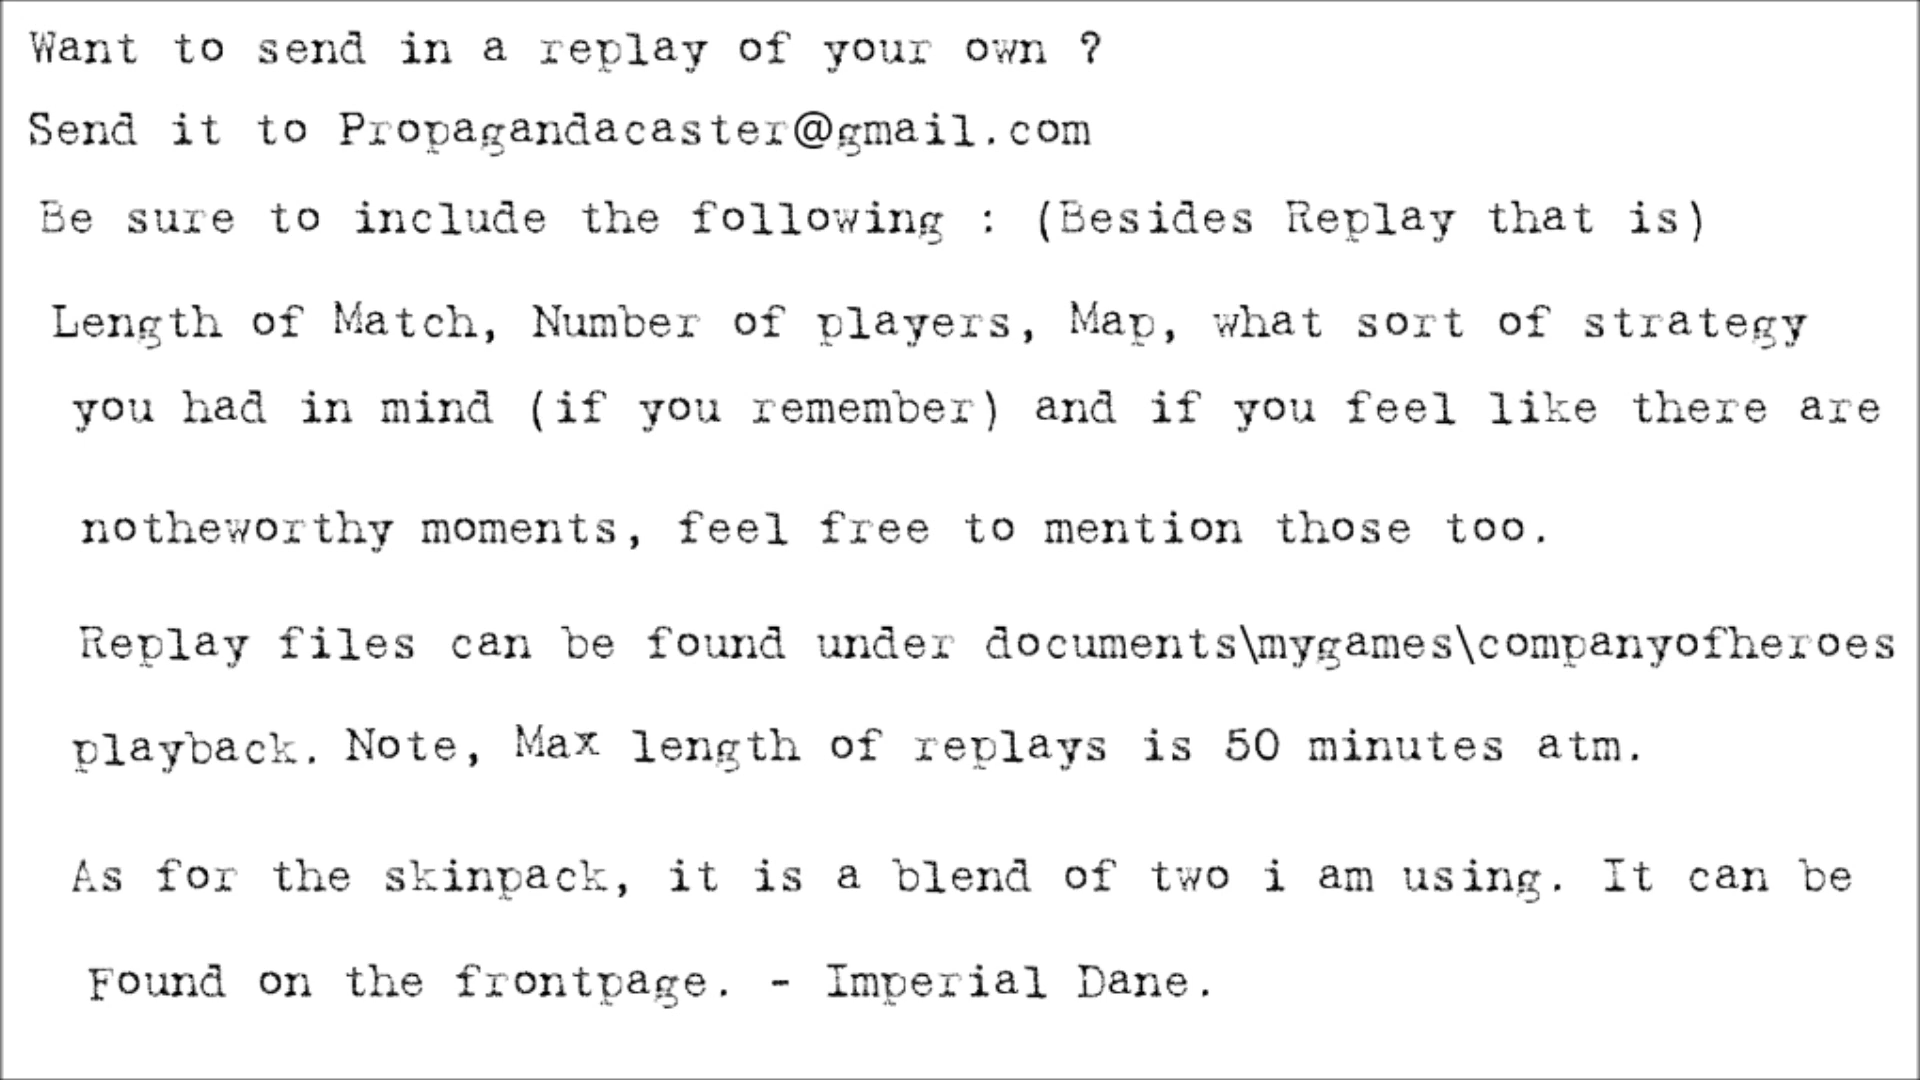 Want to send in a replay of your own ?
Send it to Propagandacaster@gmail.com
Be sure to include the following : (Besides Replay that is)
Length of Match, Number of players, Map, what sort of strategy
you had in mind (if you remember) and if you feel like there are
notheworthy moments, feel free to mention those too.
Replay files can be found under documents\mygames\companyofheroes
playback. Note, Max length of replays is 50 minutes atm.
As for the skinpack, it is a blend of two i am using. It can be
Found on the frontpage. - Imperial Dane.